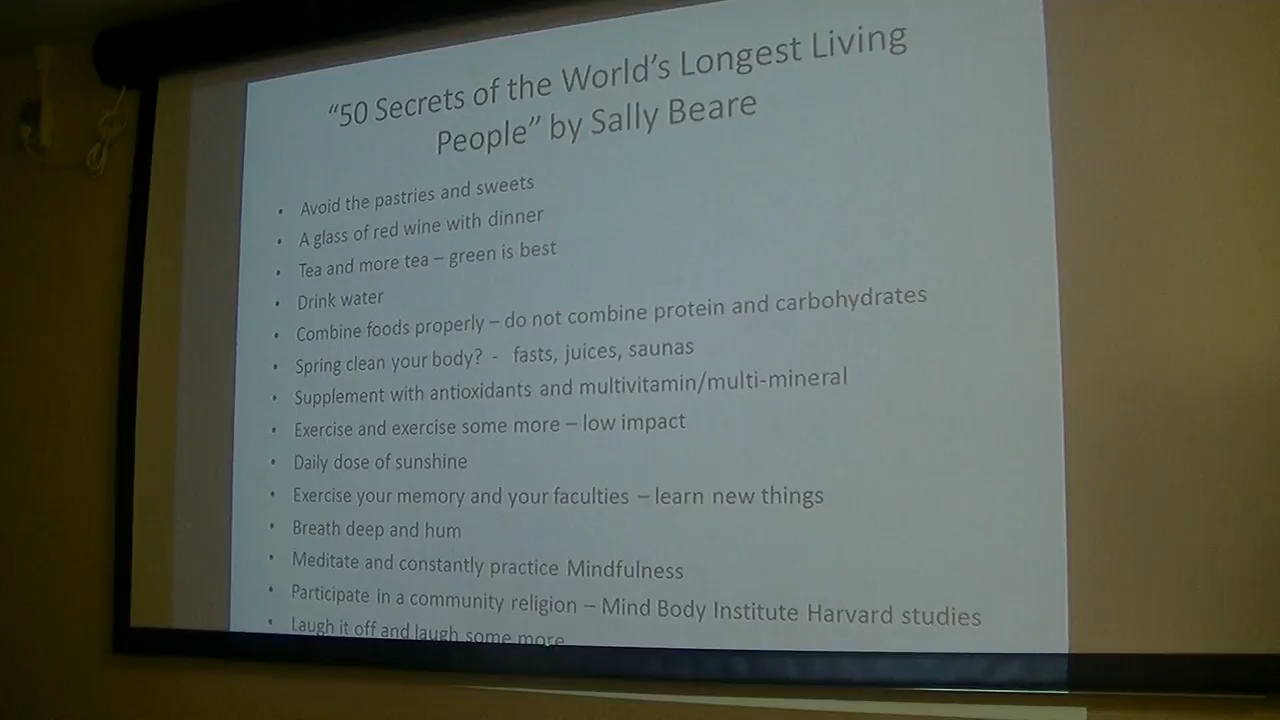 “50 Secrets of the World’s Longest Living
People” by Sally Beare
• Avoid the pastries and sweets
• A glass of red wine with dinner
• Tea and more tea – green is best
• Drink water
• Combine foods properly – do not combine protein and carbohydrates
• Spring clean your body? - fasts, juices, saunas
• Supplement with antioxidants and multivitamin/multi-mineral
• Exercise and exercise some more – low impact
• Daily dose of sunshine
• Exercise your memory and your faculties – learn new things
• Breath deep and hum
• Meditate and constantly practice Mindfulness
• Participate in a community religion – Mind Body Institute Harvard studies
• Laugh it off and laugh some more